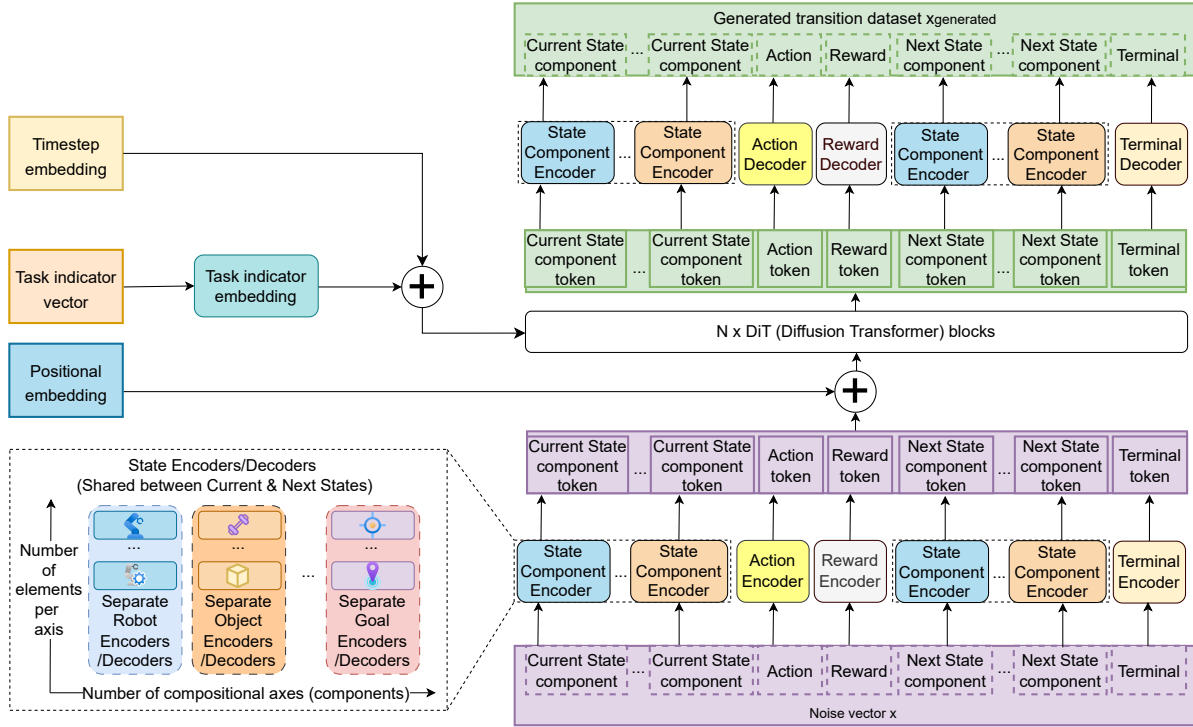 Generated transition dataset xgenerated
Current State
component
...
Current State
component
Action
Reward
Next State
component
...
Next State
component
Terminal
State
Component
Encoder
...
State
Component
Encoder
Action
Decoder
Reward
Decoder
State
Component
Encoder
...
State
Component
Encoder
Terminal
Decoder
Current State
component
token
...
Current State
component
token
Action
token
Reward
token
Next State
component
token
...
Next State
component
token
Terminal
token
Timestep
embedding
Task indicator
vector
Task indicator
embedding
+
N x DiT (Diffusion Transformer) blocks
Positional
embedding
+
Current State
component
token
...
Current State
component
token
Action
token
Reward
token
Next State
component
token
...
Next State
component
token
Terminal
token
State
Component
Encoder
...
State
Component
Encoder
Action
Encoder
Reward
Encoder
State
Component
Encoder
...
State
Component
Encoder
Terminal
Encoder
Current State
component
...
Current State
component
Action
Reward
Next State
component
...
Next State
component
Terminal
Noise vector x
State Encoders/Decoders
(Shared between Current & Next States)
Number
of
elements
per
axis
...
Separate
Robot
Encoders
/Decoders
...
Separate
Object
Encoders
/Decoders
...
...
Separate
Goal
Encoders
/Decoders
Number of compositional axes (components)